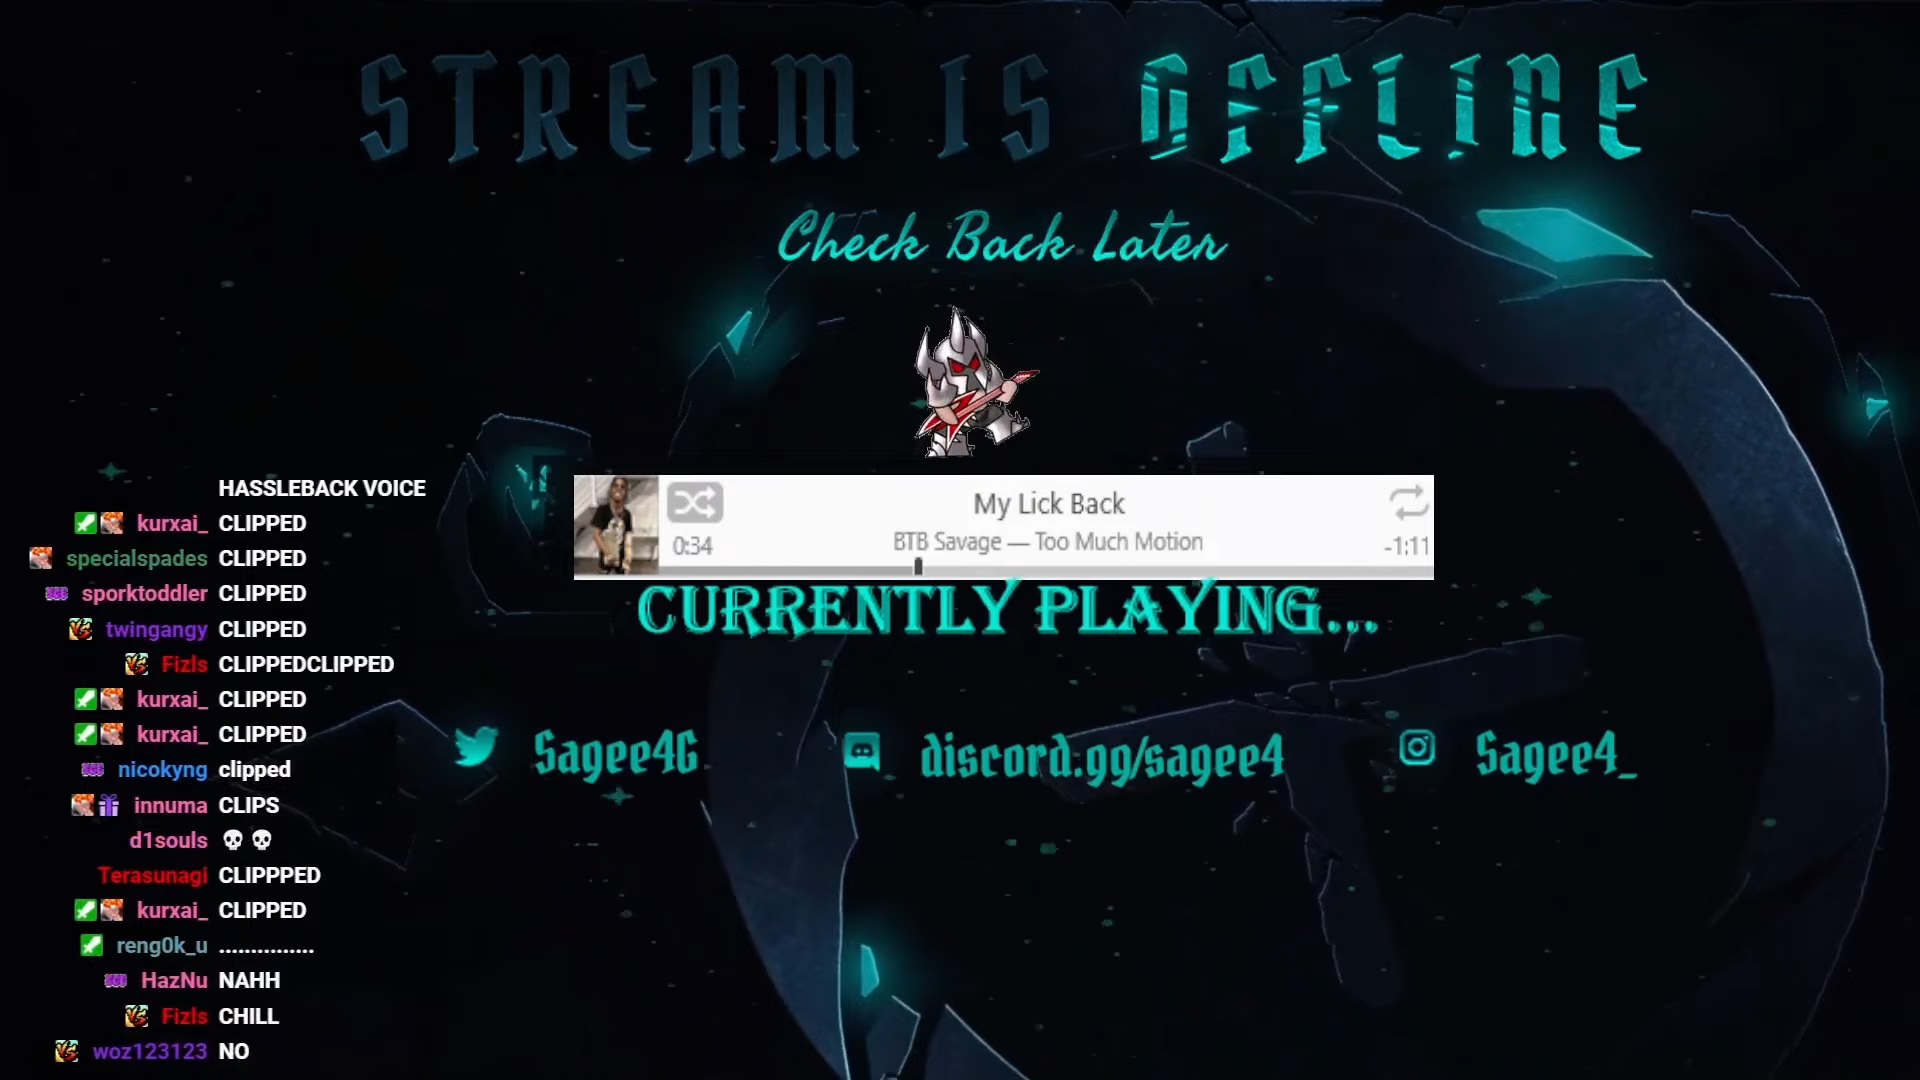 STREAM IS OFFLINE
Check Back Later
My Lick Back
0:34 BTB Savage — Too Much Motion -1:11
CURRENTLY PLAYING...
Sagee4G discord.gg/sagee4 Sagee4_
HASSLEBACK VOICE
kurxai_ CLIPPED
specialspades CLIPPED
sporktoddler CLIPPED
twingangy CLIPPED
Fizls CLIPPEDCLIPPED
kurxai_ CLIPPED
kurxai_ CLIPPED
nicokyng clipped
innuma CLIPS
d1souls 💀 💀
Terasunagi CLIPPPED
kurxai_ CLIPPED
reng0k_u ...............
HazNu NAHH
Fizls CHILL
woz123123 NO